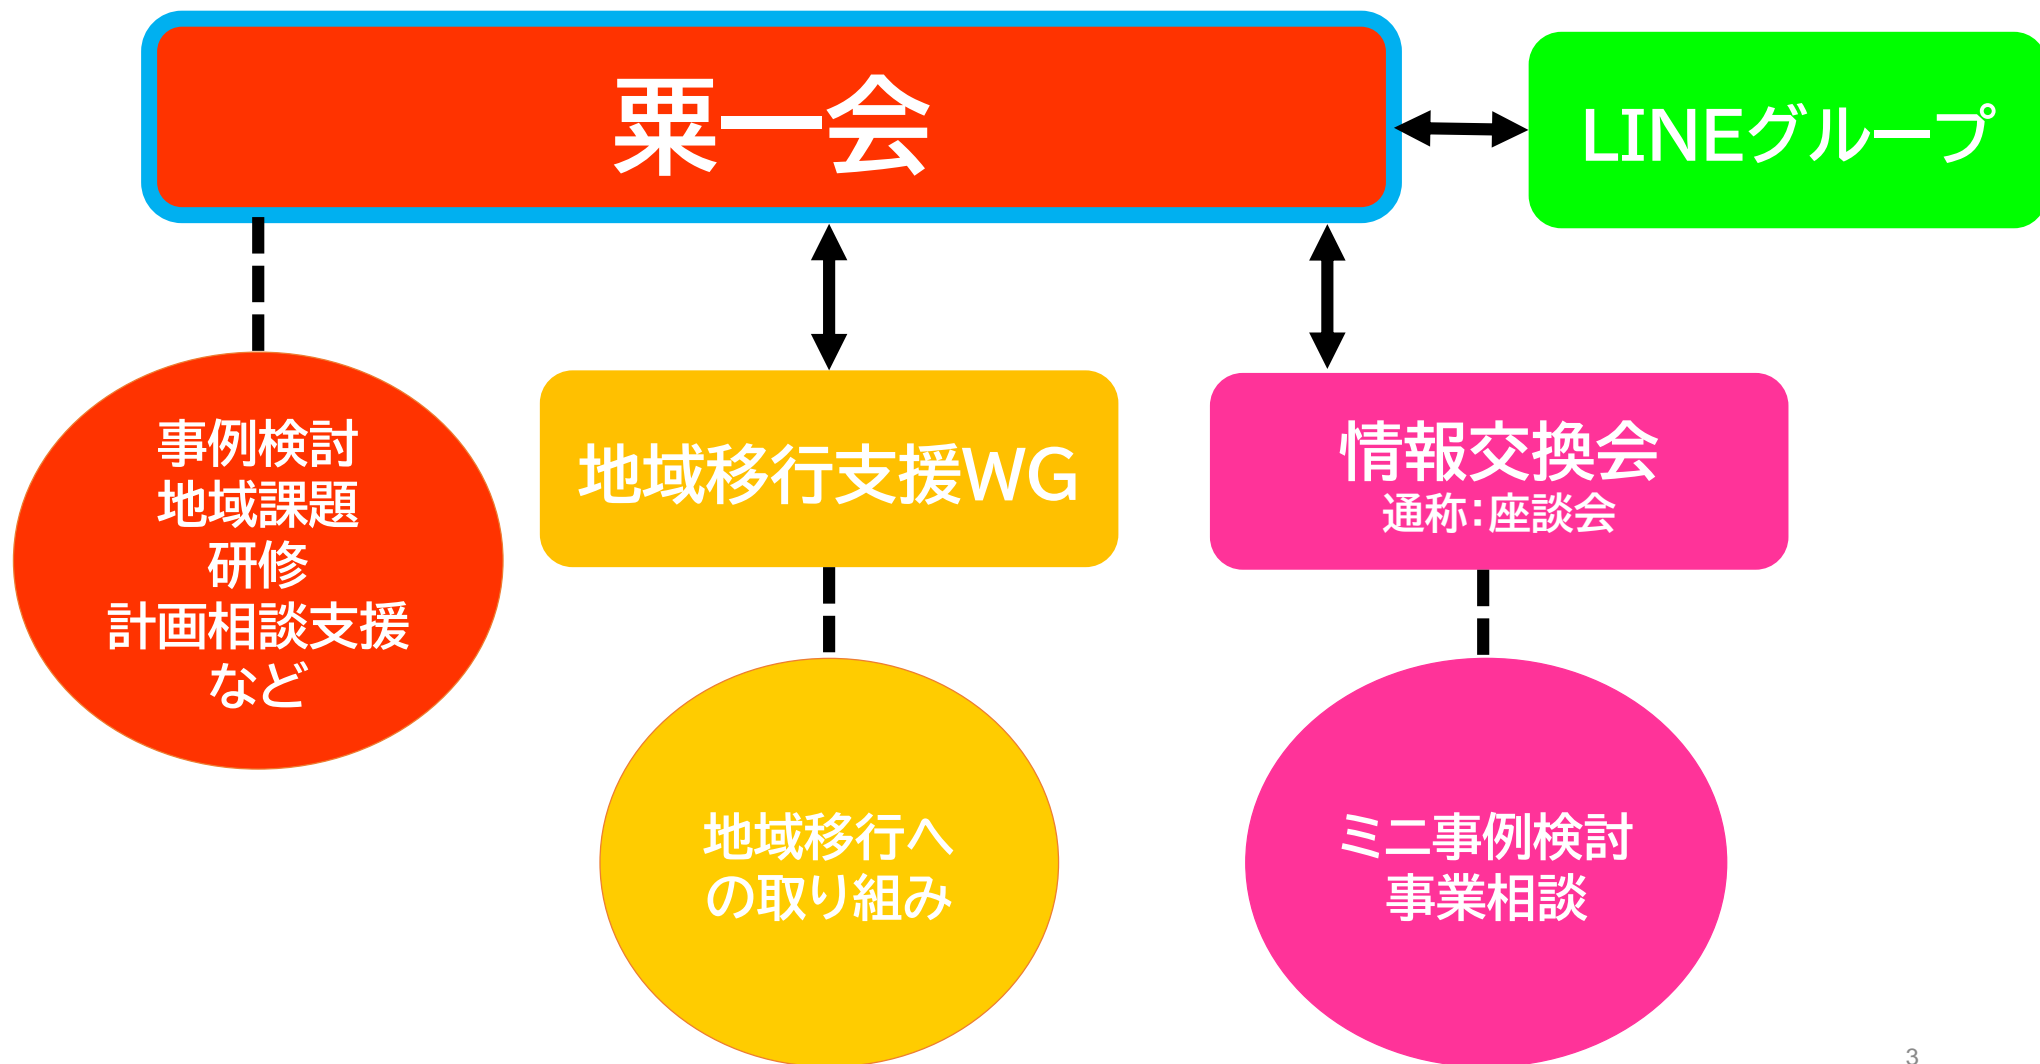 粟一会
LINEグループ
事例検討
地域課題
研修
計画相談支援
など
地域移行支援WG
情報交換会
通称：座談会
地域移行へ
の取り組み
ミニ事例検討
事業相談
3